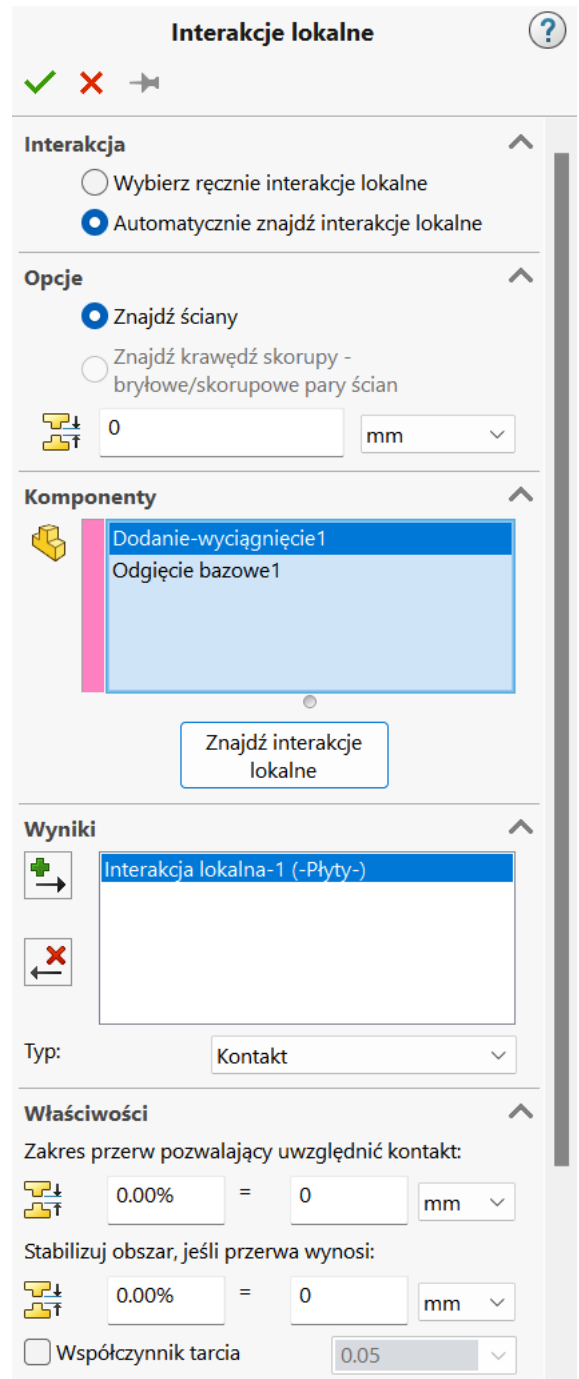 Interakcje lokalne
?
Interakcja
Wybierz ręcznie interakcje lokalne
Automatycznie znajdź interakcje lokalne
Opcje
Znajdź ściany
Znajdź krawędź skorupy -
bryłowe/skorupowe pary ścian
0 mm
Komponenty
Dodanie-wyciągnięcie1
Odgięcie bazowe1
Znajdź interakcje
lokalne
Wyniki
Interakcja lokalna-1 (-Płyty-)
Typ: Kontakt
Właściwości
Zakres przerw pozwalający uwzględnić kontakt:
0.00% = 0 mm
Stabilizuj obszar, jeśli przerwa wynosi:
0.00% = 0 mm
Współczynnik tarcia 0.05